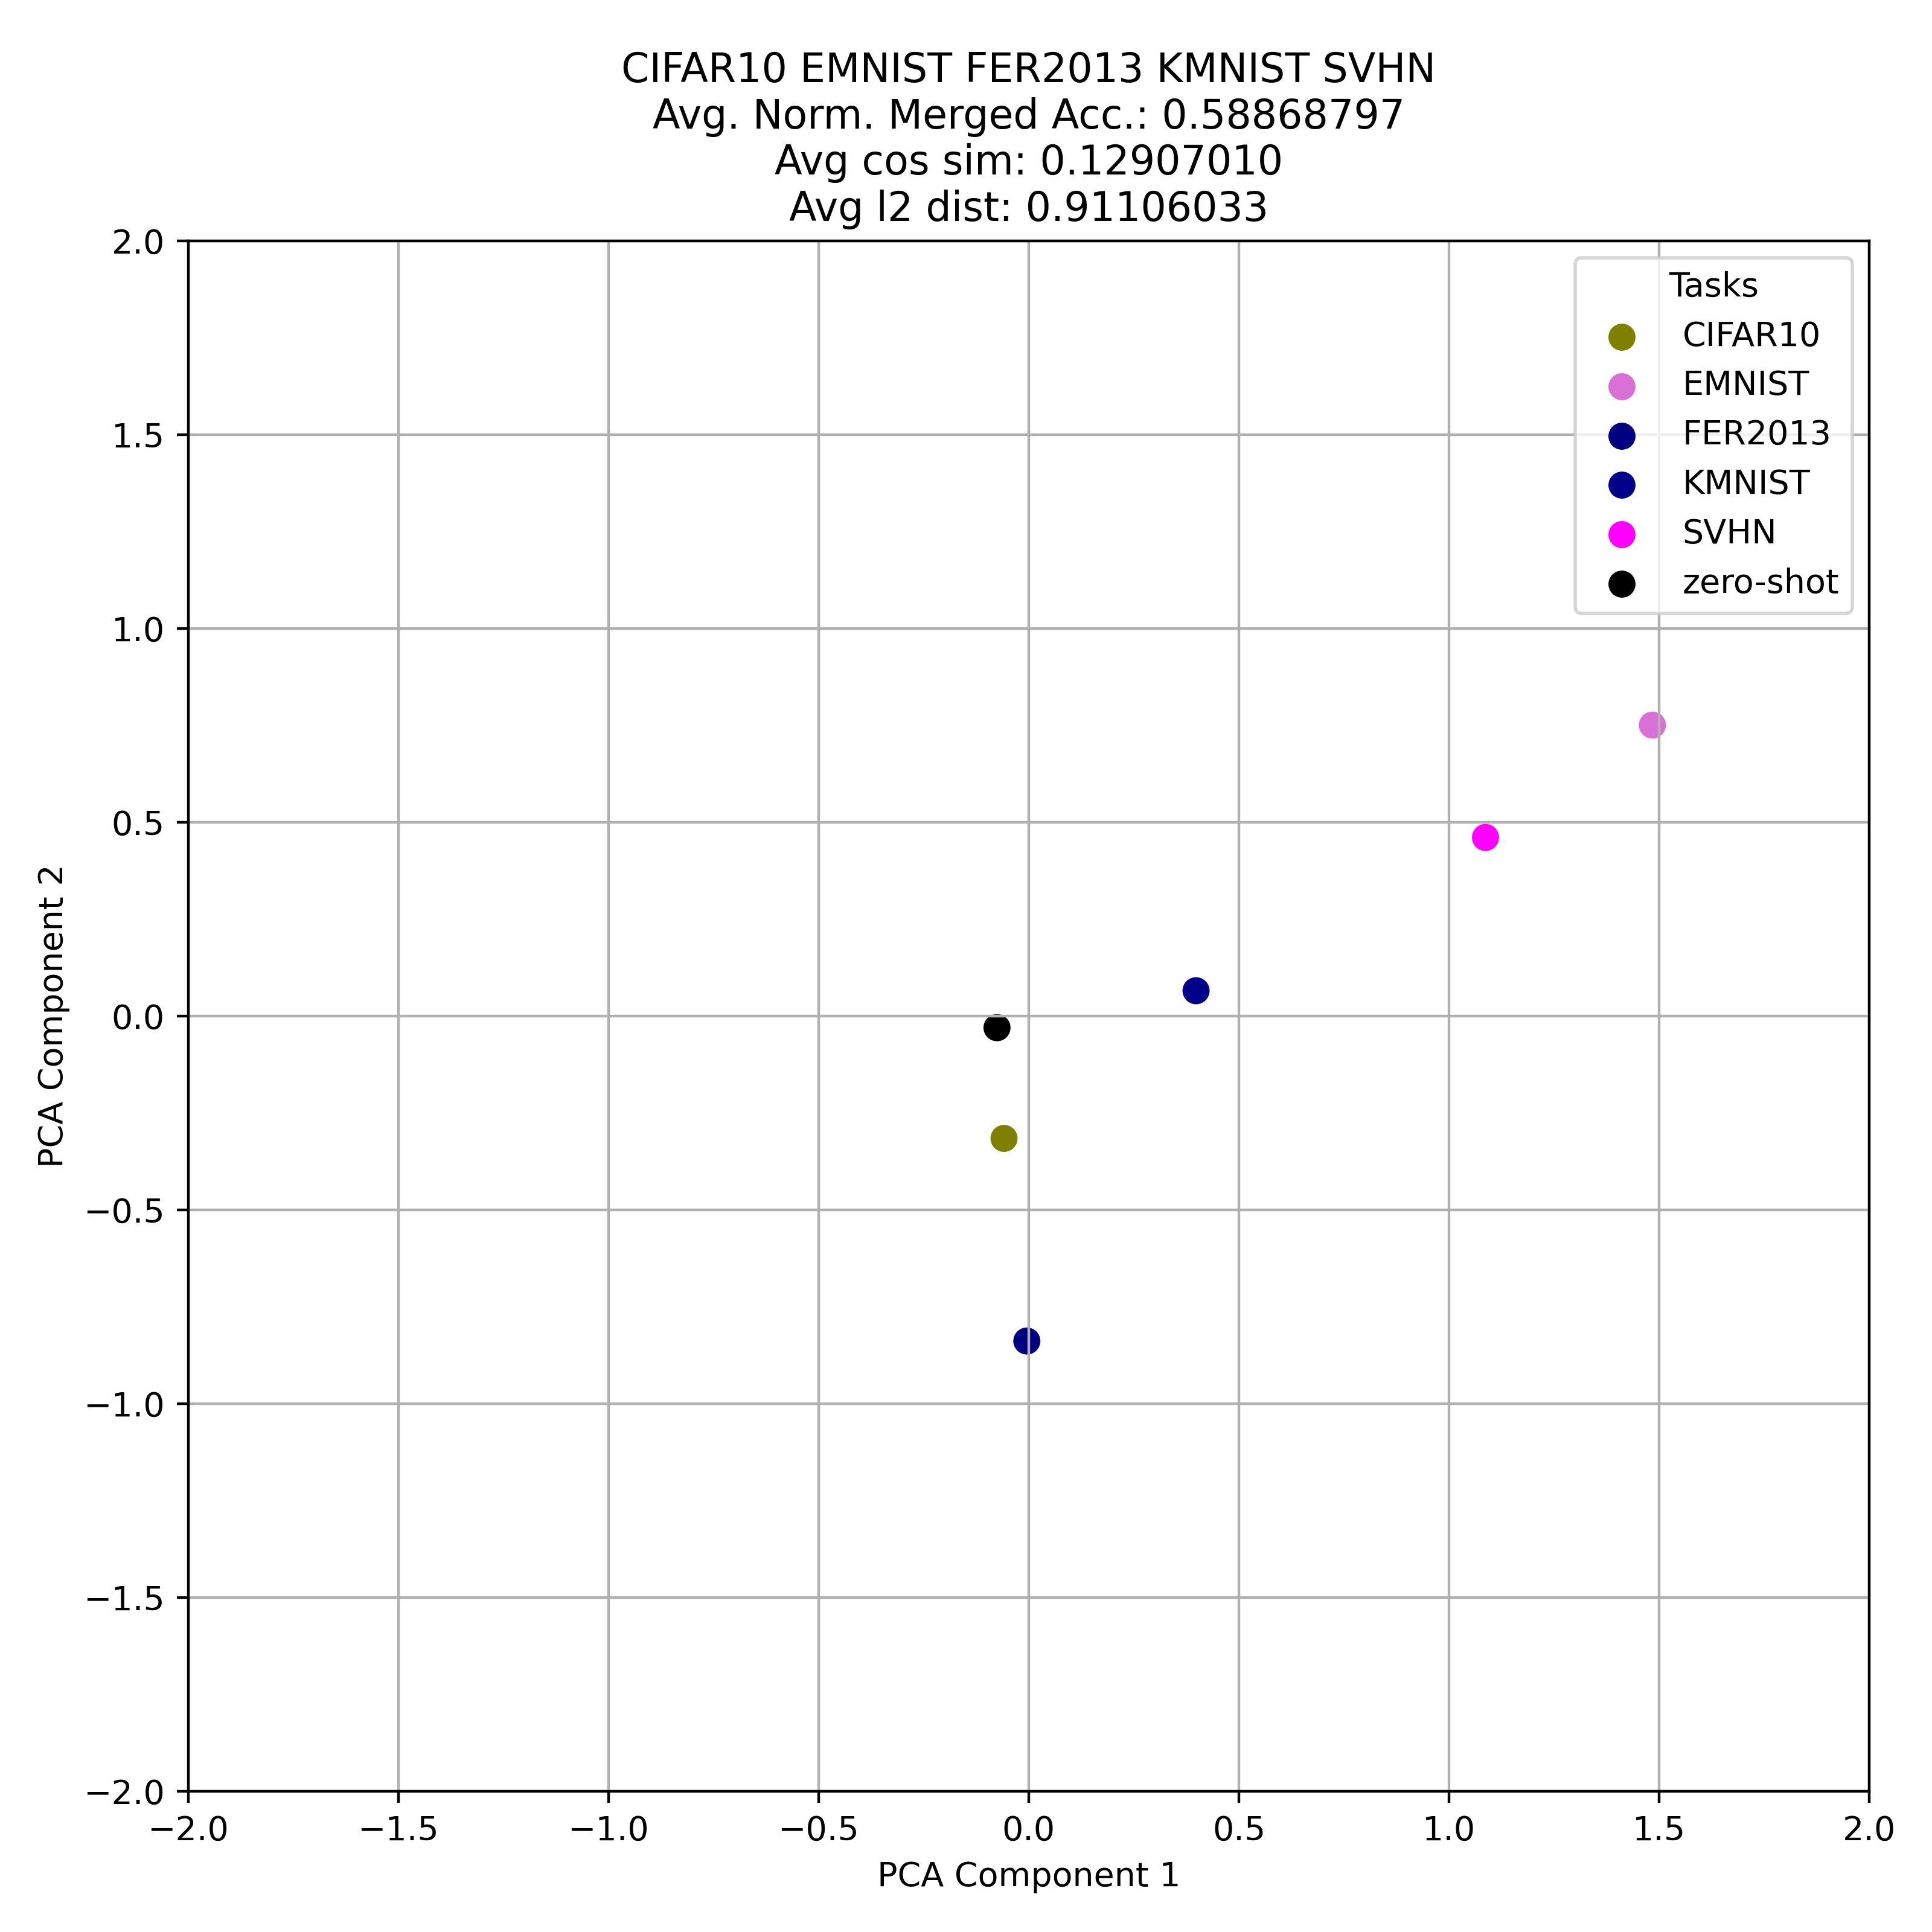 CIFAR10 EMNIST FER2013 KMNIST SVHN
Avg. Norm. Merged Acc.: 0.58868797
Avg cos sim: 0.12907010
Avg l2 dist: 0.91106033
Tasks
CIFAR10
EMNIST
FER2013
KMNIST
SVHN
zero-shot
2.0
1.5
1.0
0.5
0.0
−0.5
−1.0
−1.5
−2.0
PCA Component 2
−2.0 −1.5 −1.0 −0.5 0.0 0.5 1.0 1.5 2.0
PCA Component 1